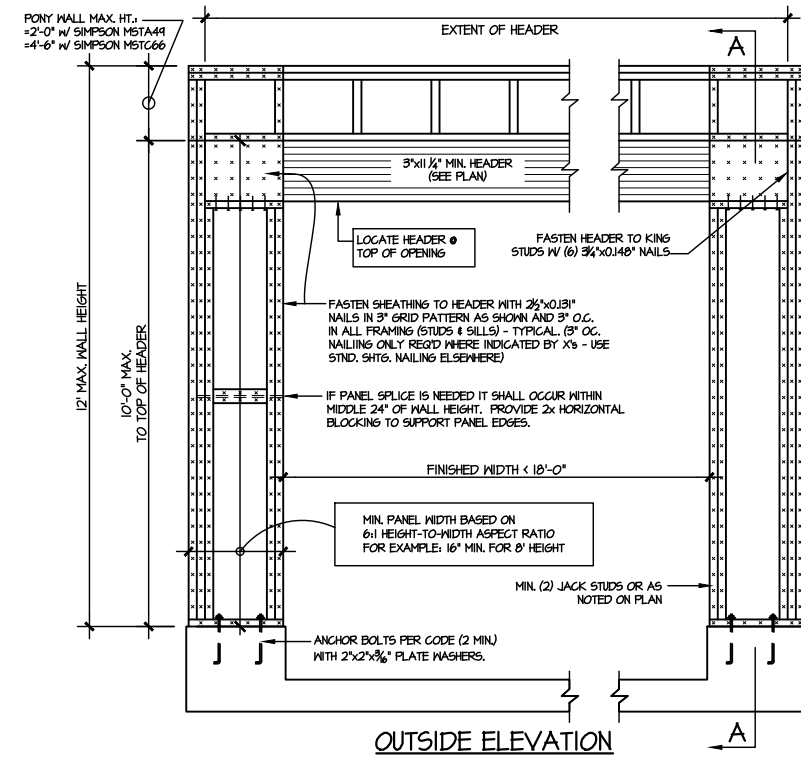 PONY WALL MAX. HT.:
=2'-0" W/ SIMPSON MSTA49
=4'-6" W/ SIMPSON MSTC66
EXTENT OF HEADER
A
3"x11 1/4" MIN. HEADER
(SEE PLAN)
LOCATE HEADER @
TOP OF OPENING
FASTEN HEADER TO KING
STUDS W/ (6) 3/4"x0.148" NAILS
FASTEN SHEATHING TO HEADER WITH 2 1/2"x0.131"
NAILS IN 3" GRID PATTERN AS SHOWN AND 3" O.C.
IN ALL FRAMING (STUDS & SILLS) - TYPICAL. (3" OC.
NAILIING ONLY REQ'D WHERE INDICATED BY X's - USE
STND. SHTG. NAILING ELSEWHERE)
12' MAX. WALL HEIGHT
10'-0" MAX.
TO TOP OF HEADER
IF PANEL SPLICE IS NEEDED IT SHALL OCCUR WITHIN
MIDDLE 24" OF WALL HEIGHT. PROVIDE 2x HORIZONTAL
BLOCKING TO SUPPORT PANEL EDGES.
FINISHED WIDTH < 18'-0"
MIN. PANEL WIDTH BASED ON
6:1 HEIGHT-TO-WIDTH ASPECT RATIO
FOR EXAMPLE: 16" MIN. FOR 8' HEIGHT
MIN. (2) JACK STUDS OR AS
NOTED ON PLAN
ANCHOR BOLTS PER CODE (2 MIN.)
WITH 2"x2"x3/16" PLATE WASHERS.
A
OUTSIDE ELEVATION